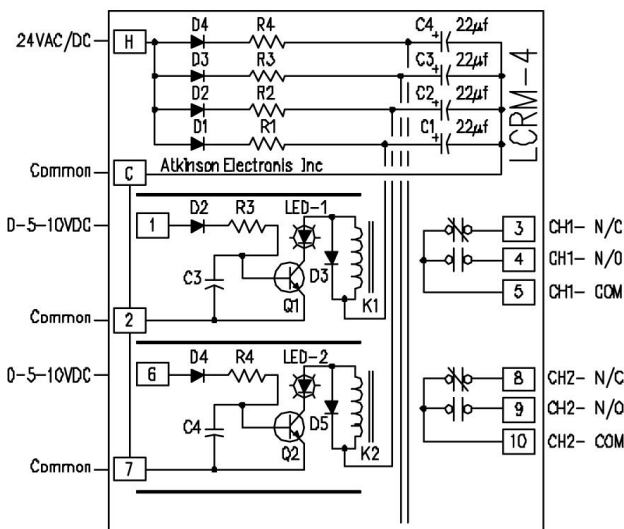 D4 R4 C4 22µf
24VAC/DC H
D3 R3 C3 22µf
D2 R2 C2 22µf
D1 R1 C1 22µf
LCRM-4
Common C Atkinson Electronis Inc
0-5-10VDC 1 D2 R3 LED-1
3 CH1- N/C
C3 D3 4 CH1- N/O
Q1 K1 5 CH1- COM
Common 2
0-5-10VDC 6 D4 R4 LED-2
8 CH2- N/C
C4 D5 9 CH2- N/O
Q2 K2 10 CH2- COM
Common 7